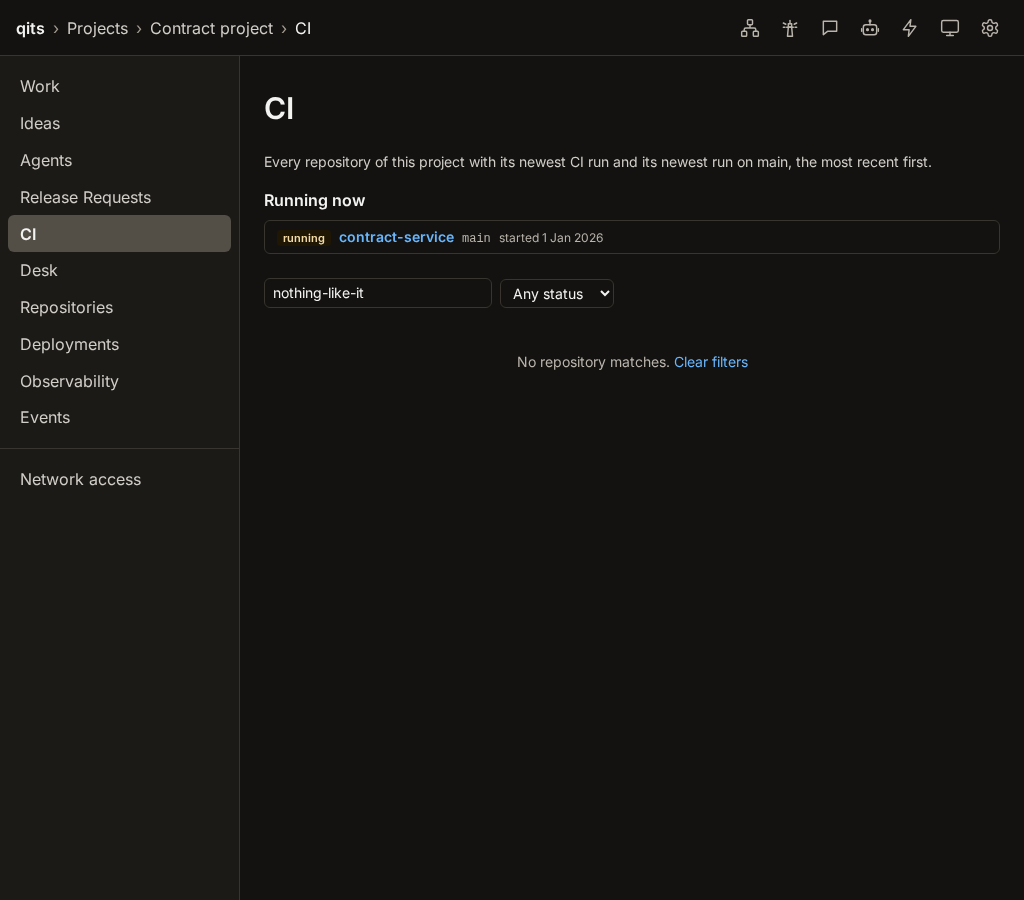 qits › Projects › Contract project › CI
Work
Ideas
Agents
Release Requests
CI
Desk
Repositories
Deployments
Observability
Events
Network access
CI
Every repository of this project with its newest CI run and its newest run on main, the most recent first.
Running now
running contract-service main started 1 Jan 2026
nothing-like-it Any status
No repository matches. Clear filters